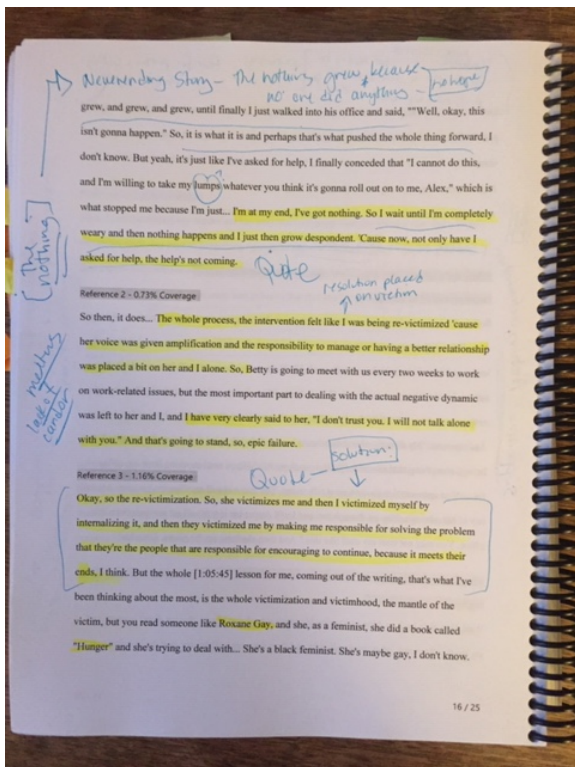 Neverending Story - The nothing grew, because
no one did anything - no hope
grew, and grew, and grew, until finally I just walked into his office and said, ""Well, okay, this
isn't gonna happen." So, it is what it is and perhaps that's what pushed the whole thing forward, I
don't know. But yeah, it's just like I've asked for help, I finally conceded that "I cannot do this,
and I'm willing to take my lumps whatever you think it's gonna roll out on to me, Alex," which is
what stopped me because I'm just... I'm at my end, I've got nothing. So I wait until I'm completely
weary and then nothing happens and I just then grow despondent. 'Cause now, not only have I
asked for help, the help's not coming.
[The nothing]
Quote
resolution placed
on victim
Reference 2 - 0.73% Coverage
So then, it does... The whole process, the intervention felt like I was being re-victimized 'cause
her voice was given amplification and the responsibility to manage or having a better relationship
was placed a bit on her and I alone. So, Betty is going to meet with us every two weeks to work
on work-related issues, but the most important part to dealing with the actual negative dynamic
was left to her and I, and I have very clearly said to her, "I don't trust you. I will not talk alone
with you." And that's going to stand, so, epic failure.
lacks
candor
solution
Quote -
Reference 3 - 1.16% Coverage
Okay, so the re-victimization. So, she victimizes me and then I victimized myself by
internalizing it, and then they victimized me by making me responsible for solving the problem
that they're the people that are responsible for encouraging to continue, because it meets their
ends, I think. But the whole [1:05:45] lesson for me, coming out of the writing, that's what I've
been thinking about the most, is the whole victimization and victimhood, the mantle of the
victim, but you read someone like Roxane Gay, and she, as a feminist, she did a book called
"Hunger" and she's trying to deal with... She's a black feminist. She's maybe gay, I don't know.
16 / 25